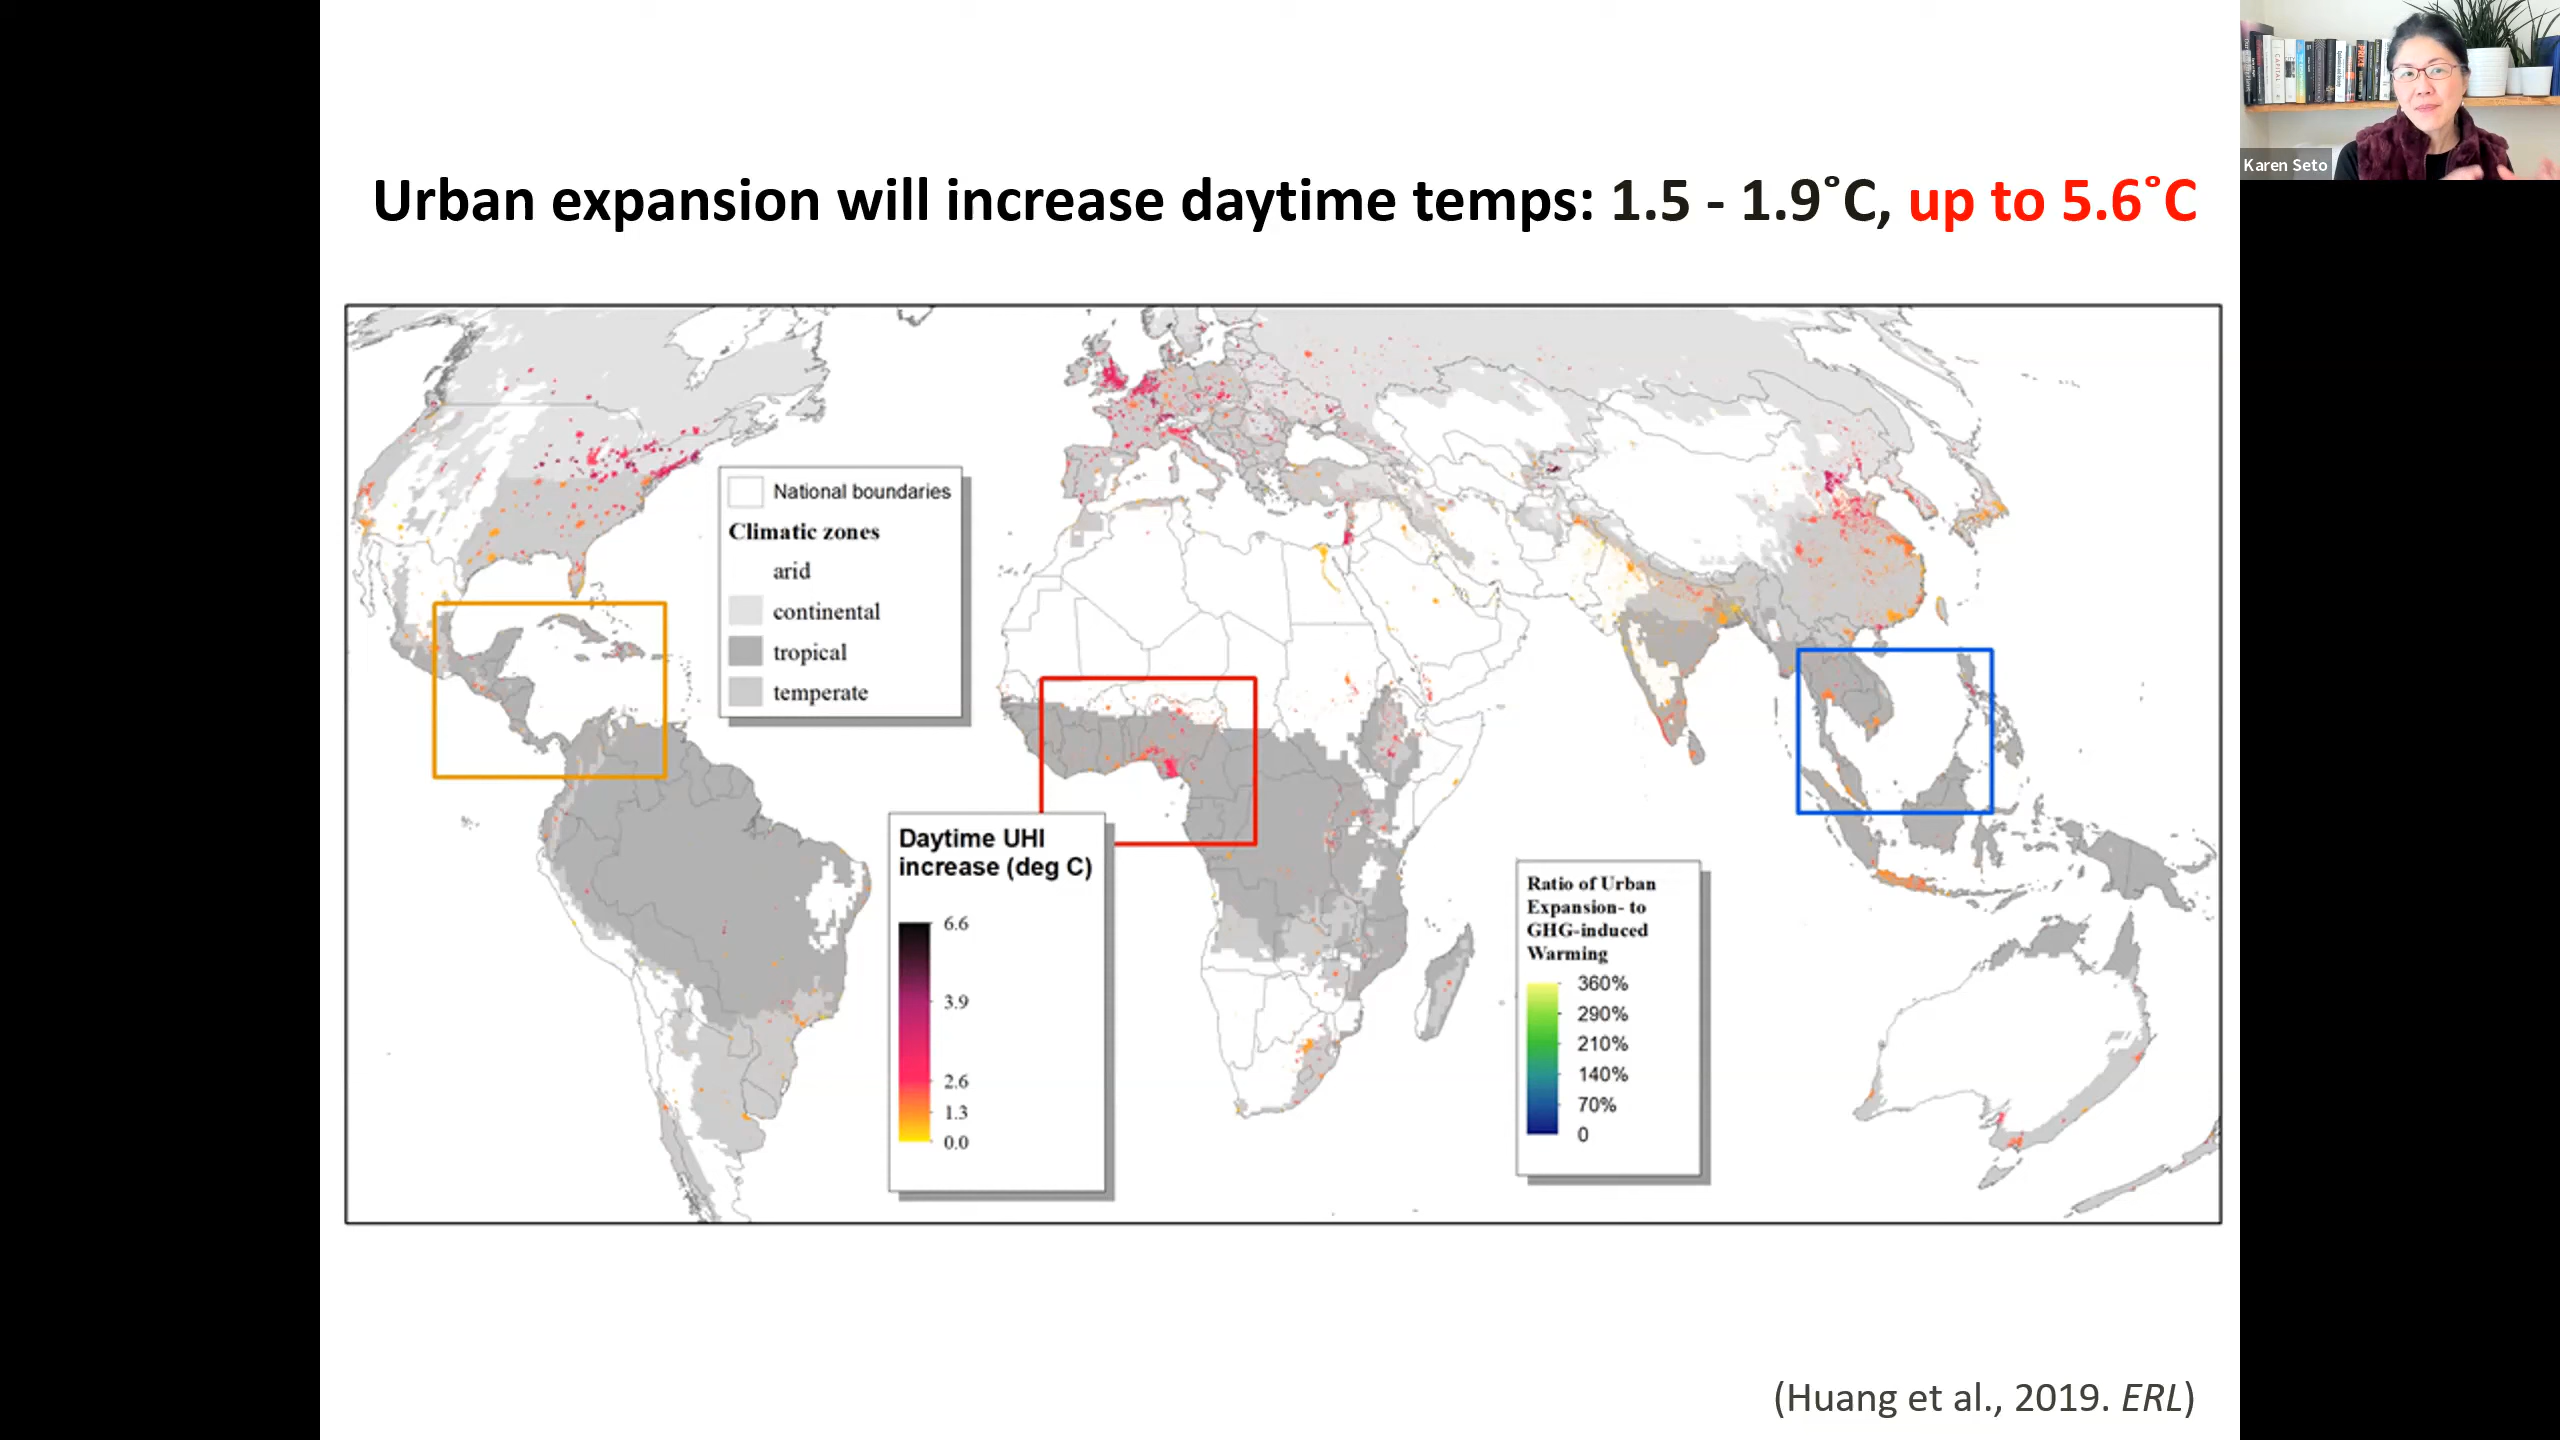 Karen Seto
Urban expansion will increase daytime temps: 1.5 - 1.9˚C, up to 5.6˚C
National boundaries
Climatic zones
arid
continental
tropical
temperate
Daytime UHI
increase (deg C)
6.6
3.9
2.6
1.3
0.0
Ratio of Urban
Expansion- to
GHG-induced
Warming
360%
290%
210%
140%
70%
0
(Huang et al., 2019. ERL)